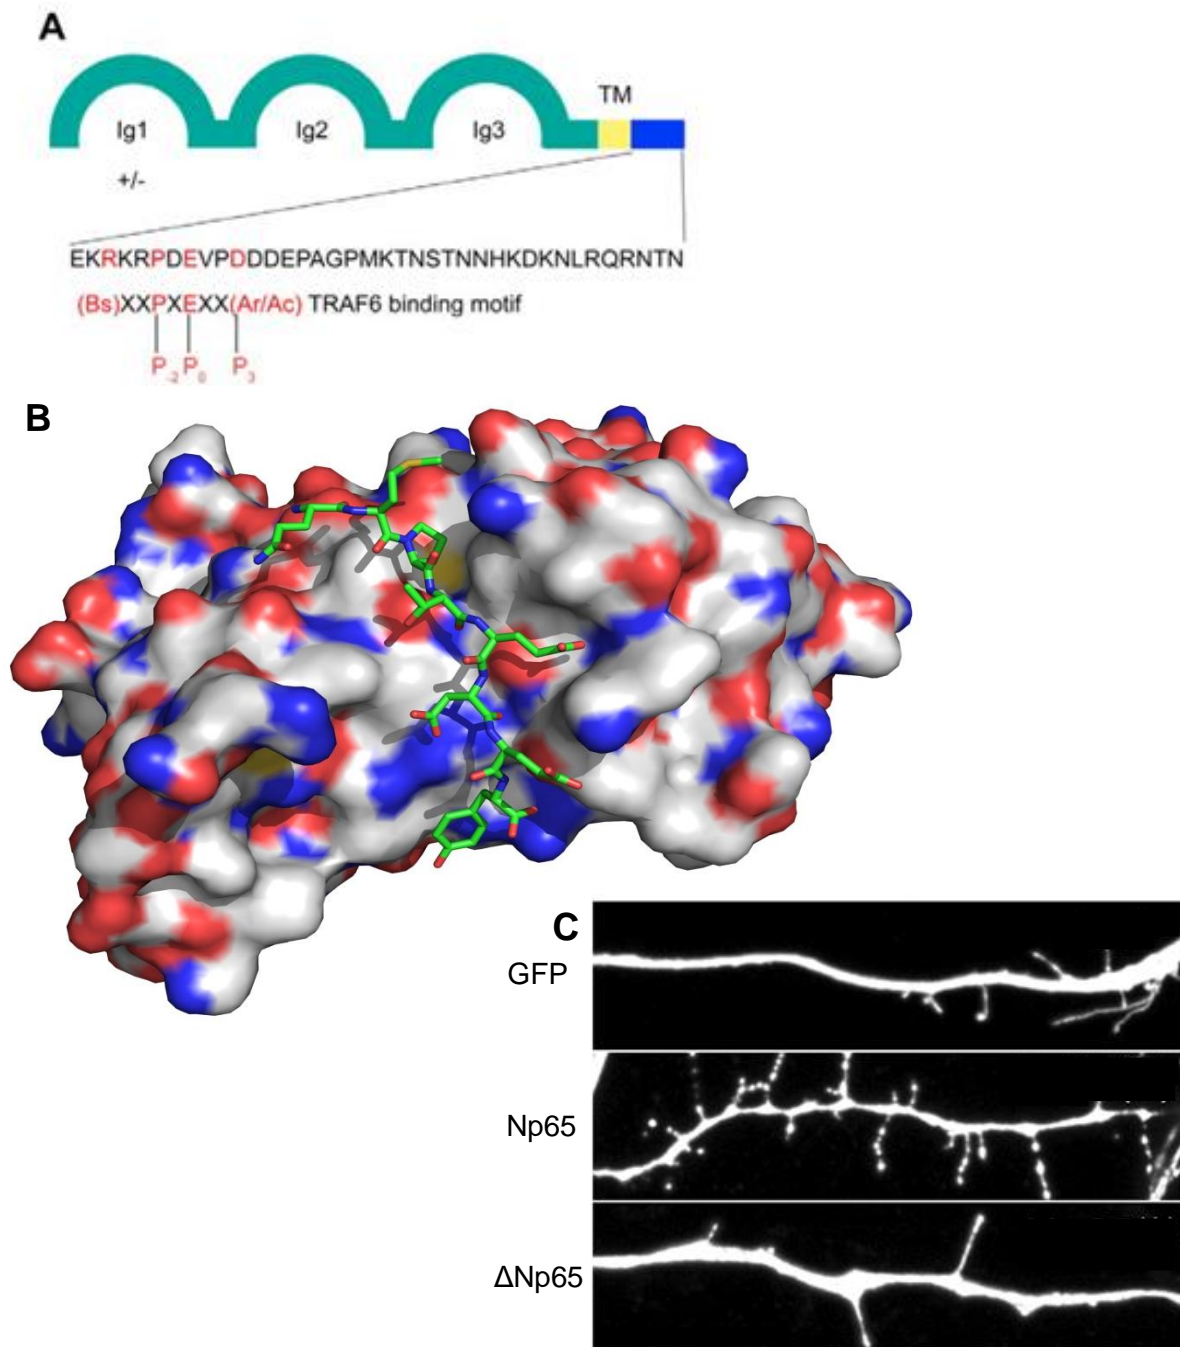 A
TM
Ig1 Ig2 Ig3
+/-
EKRKRPDEVPDDDEPAGPMKTNSTNNHKDKNLRQRNTN
(Bs)XXPXEXX(Ar/Ac) TRAF6 binding motif
P-2 P0 P3
B
C
GFP
Np65
ΔNp65